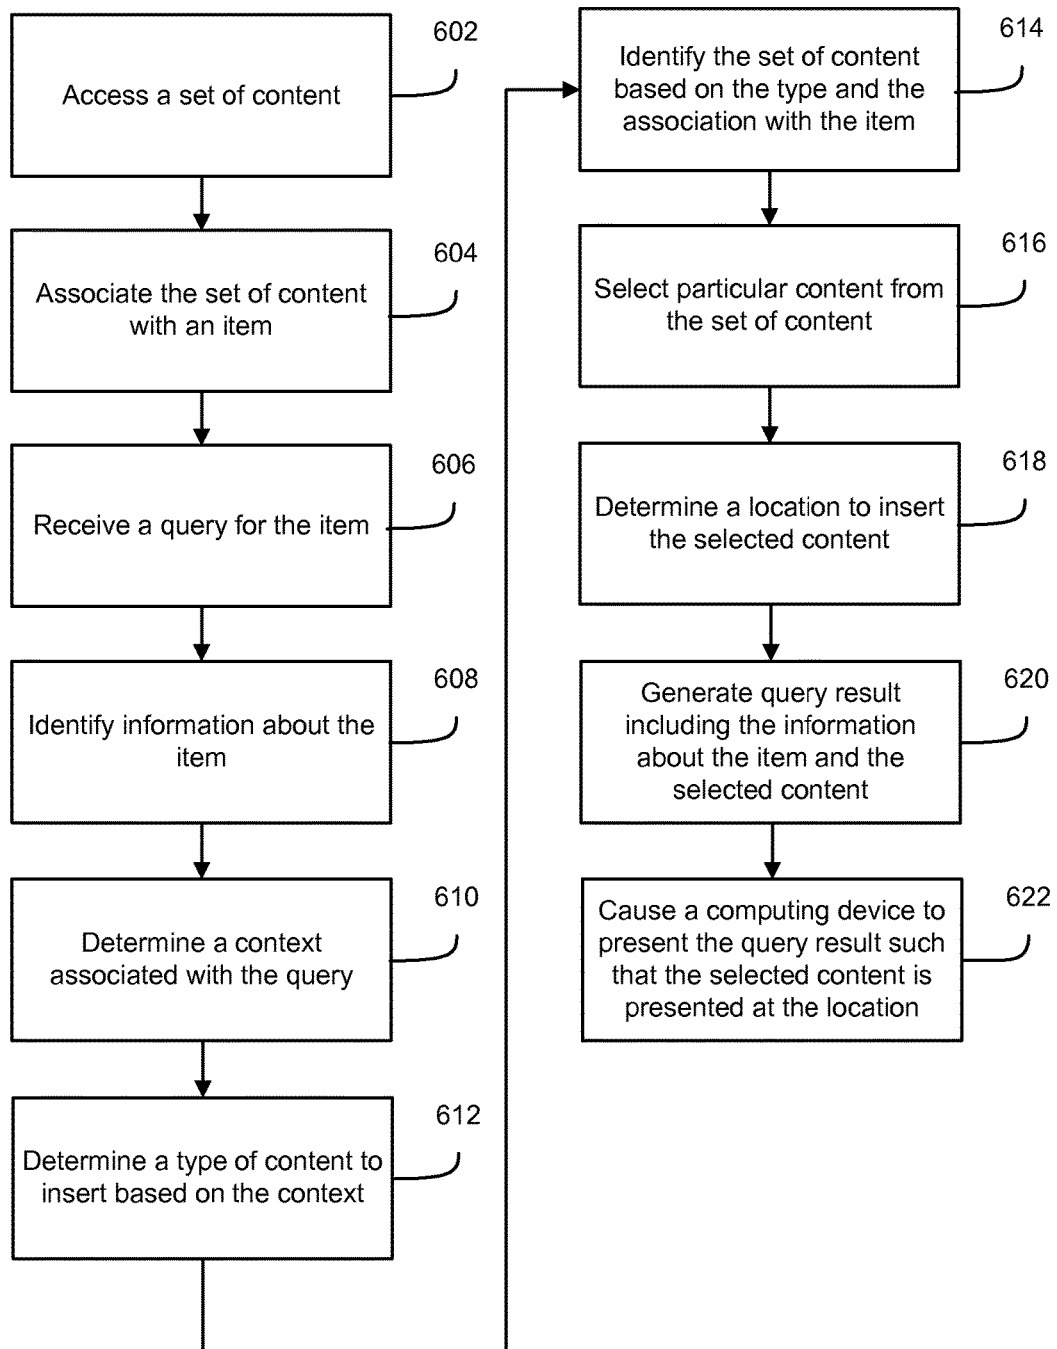 602
Access a set of content
604
Associate the set of content
with an item
606
Receive a query for the item
608
Identify information about the
item
610
Determine a context
associated with the query
612
Determine a type of content to
insert based on the context
614
Identify the set of content
based on the type and the
association with the item
616
Select particular content from
the set of content
618
Determine a location to insert
the selected content
620
Generate query result
including the information
about the item and the
selected content
622
Cause a computing device to
present the query result such
that the selected content is
presented at the location